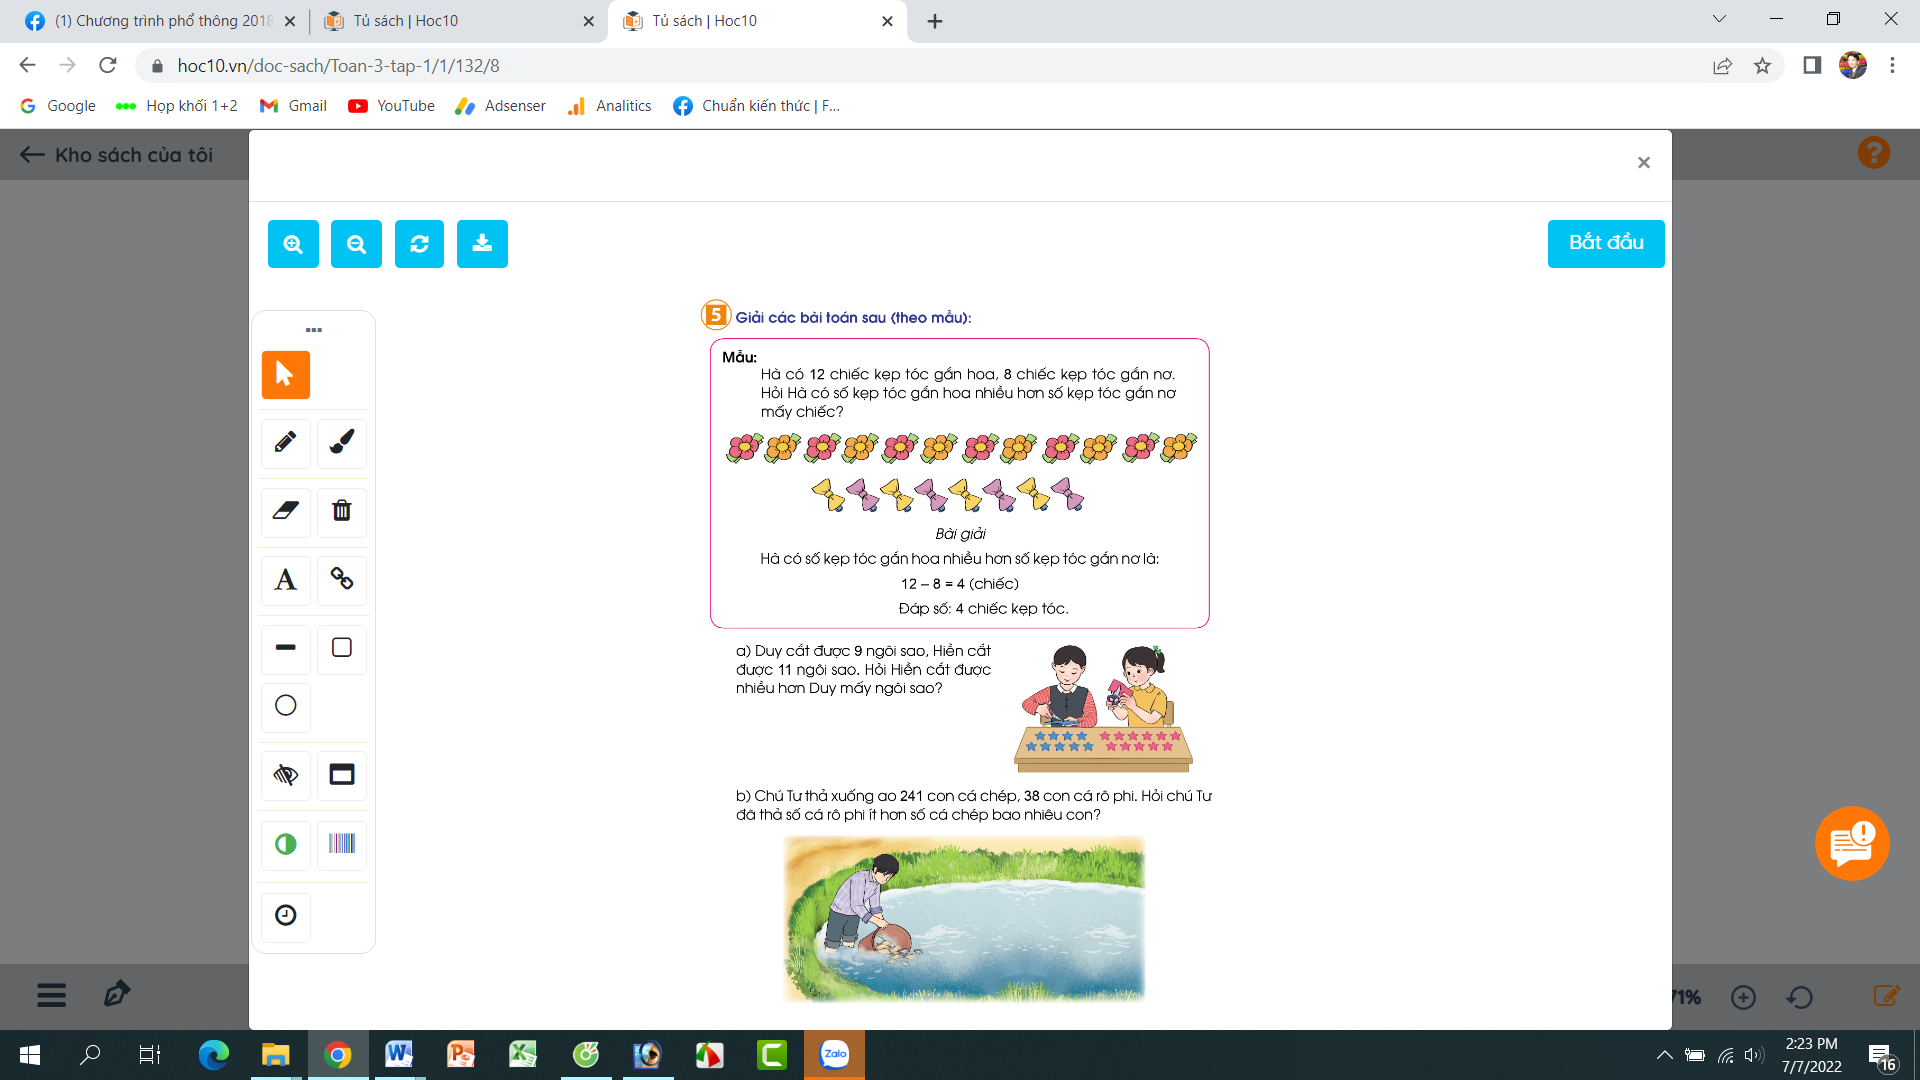 (1) Chương trình phổ thông 2018
Tủ sách | Hoc10
Tủ sách | Hoc10
hoc10.vn/doc-sach/Toan-3-tap-1/1/132/8
Google
Họp khối 1+2
Gmail
YouTube
Adsenser
Analitics
Chuẩn kiến thức | F...
Kho sách của tôi
?
×
Bắt đầu
5 Giải các bài toán sau (theo mẫu):
Mẫu:
Hà có 12 chiếc kẹp tóc gắn hoa, 8 chiếc kẹp tóc gắn nơ.
Hỏi Hà có số kẹp tóc gắn hoa nhiều hơn số kẹp tóc gắn nơ
mấy chiếc?
Bài giải
Hà có số kẹp tóc gắn hoa nhiều hơn số kẹp tóc gắn nơ là:
12 – 8 = 4 (chiếc)
Đáp số: 4 chiếc kẹp tóc.
a) Duy cắt được 9 ngôi sao, Hiền cắt
được 11 ngôi sao. Hỏi Hiền cắt được
nhiều hơn Duy mấy ngôi sao?
b) Chú Tư thả xuống ao 241 con cá chép, 38 con cá rô phi. Hỏi chú Tư
đã thả số cá rô phi ít hơn số cá chép bao nhiêu con?
A
71%
Zalo
2:23 PM
7/7/2022
16